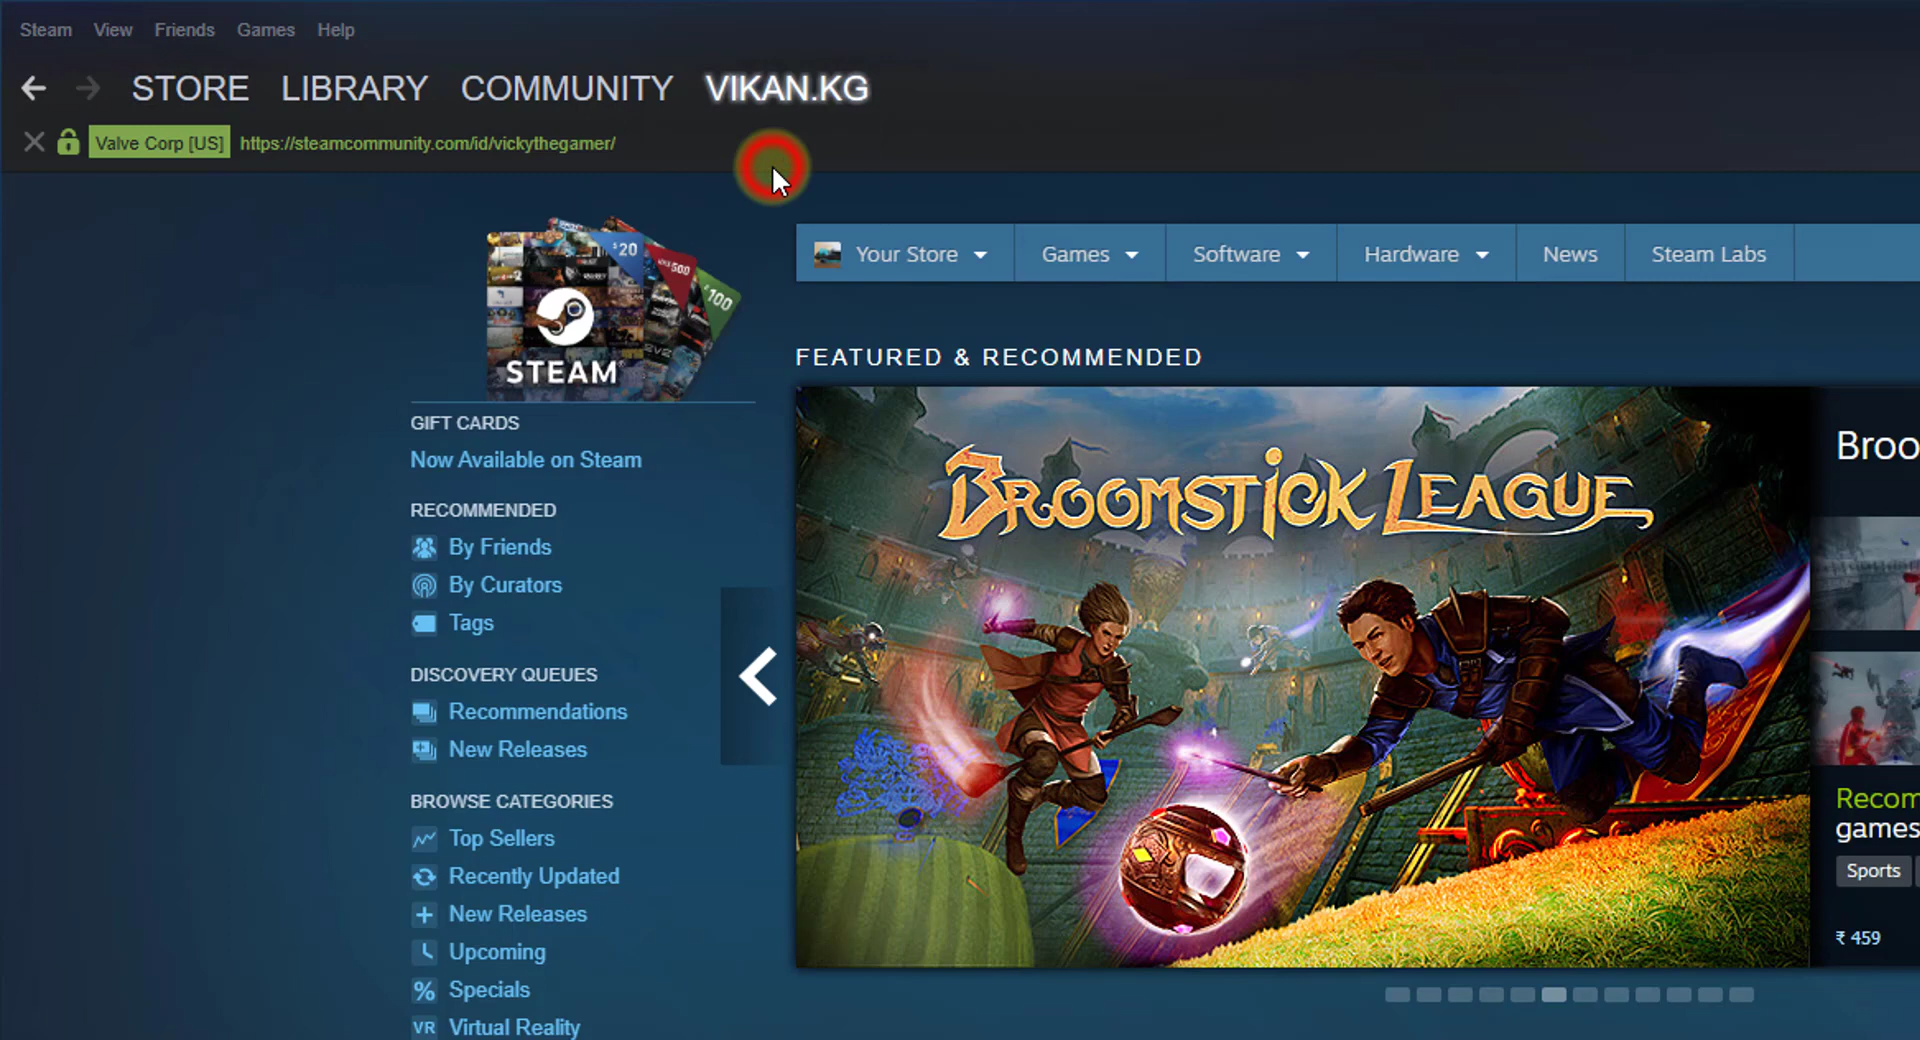 Steam View Friends Games Help
STORE LIBRARY COMMUNITY VIKAN.KG
Valve Corp [US] https://steamcommunity.com/id/vickythegamer/
$20
500
$100
STEAM
Your Store Games Software Hardware News Steam Labs
FEATURED & RECOMMENDED
GIFT CARDS
Now Available on Steam
RECOMMENDED
By Friends
By Curators
Tags
DISCOVERY QUEUES
Recommendations
New Releases
BROWSE CATEGORIES
Top Sellers
Recently Updated
New Releases
Upcoming
% Specials
VR Virtual Reality
BROOMSTICK LEAGUE
Broo
Recom
games
Sports
₹ 459